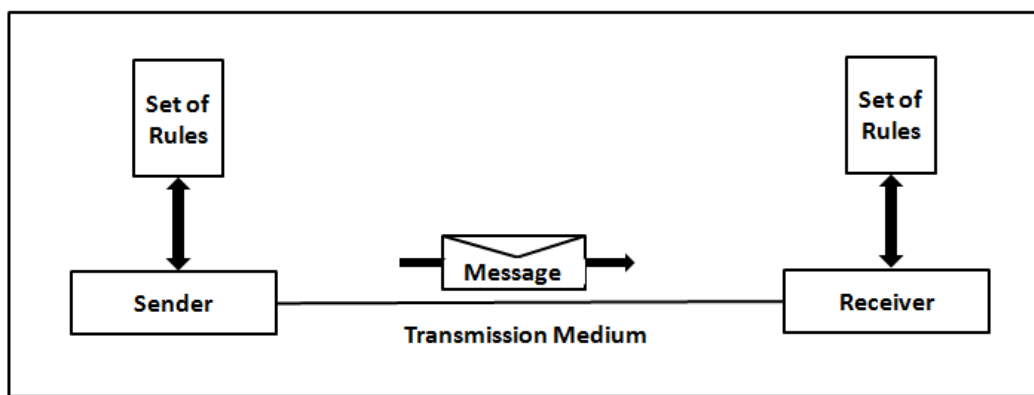 Set of
Rules
Set of
Rules
Message
Sender
Receiver
Transmission Medium